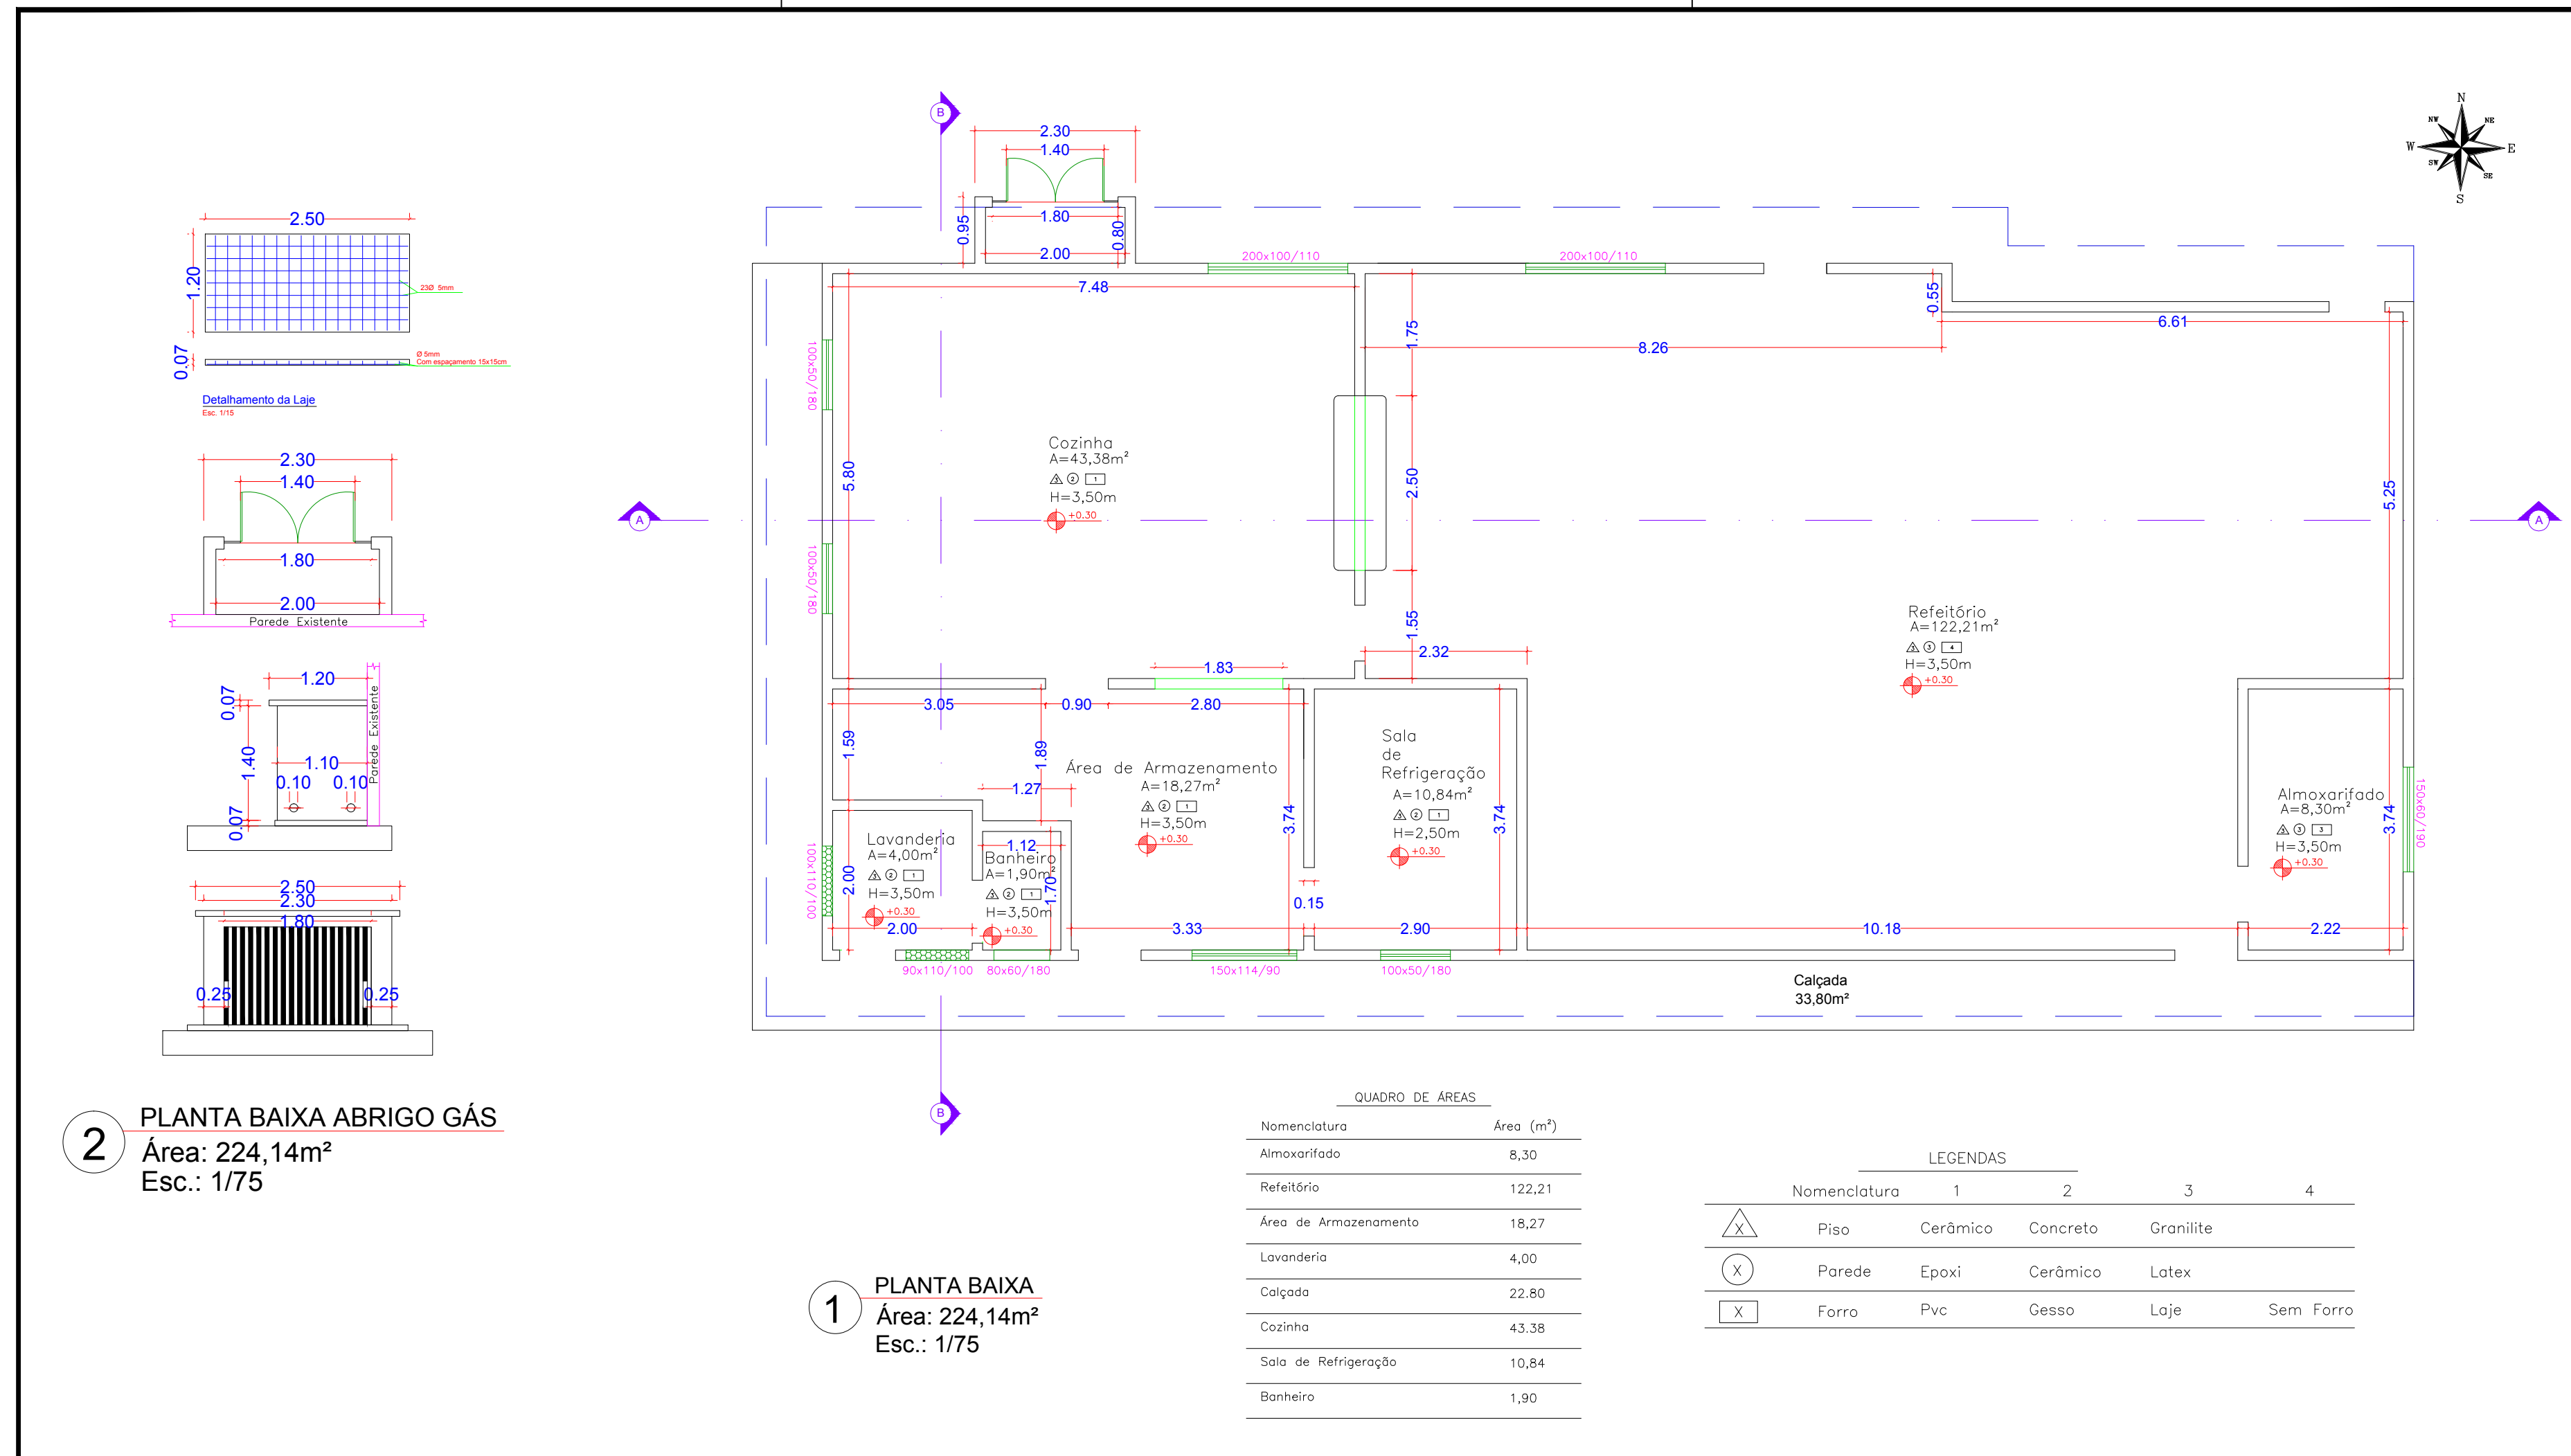 2.50
1.20
23Ø 5mm
0.07
Ø 5mm
Com espaçamento 15x15cm
Detalhamento da Laje
Esc. 1/15
2.30
1.40
1.80
2.00
Parede Existente
1.20
0.07
1.40
1.10
0.10
0.10
0.07
Parede Existente
2.50
2.30
1.80
0.25
0.25
2
PLANTA BAIXA ABRIGO GÁS
Área: 224,14m²
Esc.: 1/75
B
2.30
1.40
0.95
1.80
0.80
2.00
200x100/110
200x100/110
N
NW
NE
W
E
SW
SE
S
7.48
1.75
0.55
6.61
8.26
100x50/180
Cozinha
A=43,38m²
2
1
H=3,50m
+0.30
5.80
2.50
5.25
A
A
100x50/180
1.55
Refeitório
A=122,21m²
3
4
H=3,50m
+0.30
2.32
1.83
3.05
0.90
2.80
1.59
1.89
Sala
de
Refrigeração
A=10,84m²
2
1
H=2,50m
+0.30
Área de Armazenamento
A=18,27m²
2
1
H=3,50m
+0.30
1.27
3.74
3.74
Almoxarifado
A=8,30m²
3
3
H=3,50m
+0.30
3.74
150x60/190
Lavanderia
A=4,00m²
2
1
H=3,50m
+0.30
1.12
Banheiro
A=1,90m²
2
1
H=3,50m
+0.30
1.70
100x110/100
2.00
0.15
2.00
3.33
2.90
10.18
2.22
90x110/100
80x60/180
150x114/90
100x50/180
Calçada
33,80m²
B
1
PLANTA BAIXA
Área: 224,14m²
Esc.: 1/75
QUADRO DE ÁREAS
Nomenclatura Área (m²)
Almoxarifado 8,30
Refeitório 122,21
Área de Armazenamento 18,27
Lavanderia 4,00
Calçada 22.80
Cozinha 43.38
Sala de Refrigeração 10,84
Banheiro 1,90
LEGENDAS
Nomenclatura 1 2 3 4
X Piso Cerâmico Concreto Granilite
X Parede Epoxi Cerâmico Latex
X Forro Pvc Gesso Laje Sem Forro